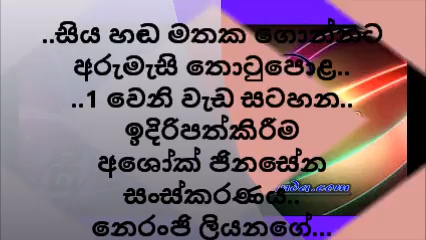 ..සිය හඬ මතක ගොන්නට
අරුමැසි තොටුපොළ..
..1 වෙනි වැඩ සටහන..
ඉදිරිපත්කිරීම
අශෝක් ජිනසේන
සංස්කරණය..
නෙරංජි ලියනගේ...